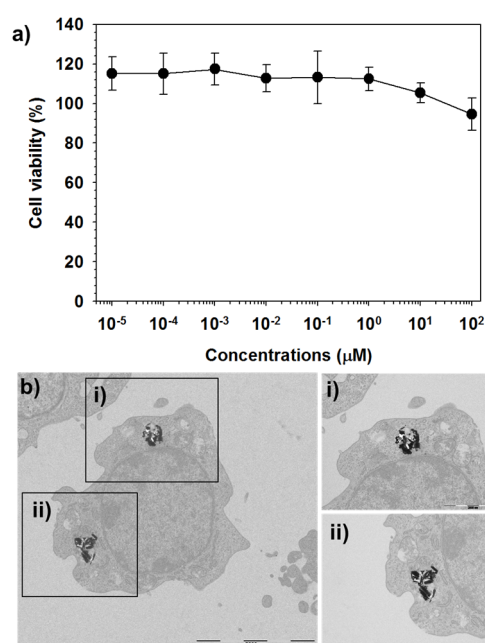 a)
140
120
100
80
60
40
20
0
Cell viability (%)
10⁻⁵ 10⁻⁴ 10⁻³ 10⁻² 10⁻¹ 10⁰ 10¹ 10²
Concentrations (µM)
b)
i)
ii)
i)
ii)